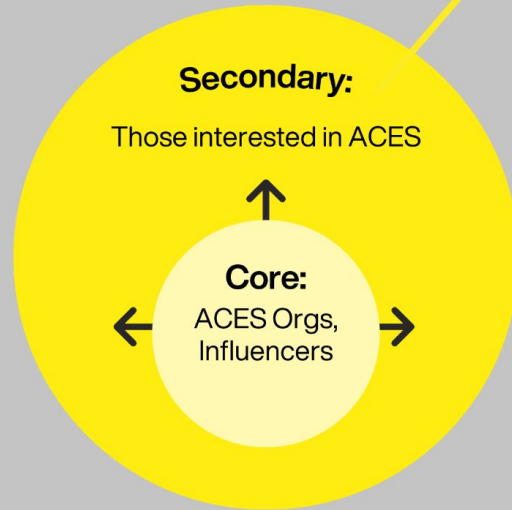 Secondary:
Those interested in ACES
Core:
ACES Orgs,
Influencers